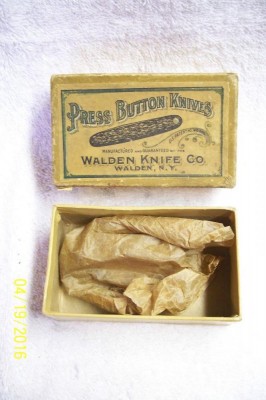 PRESS BUTTON KNIVES
MANUFACTURED AND GUARANTEED BY THE
WALDEN KNIFE CO.
WALDEN, N.Y.
04/19/2016